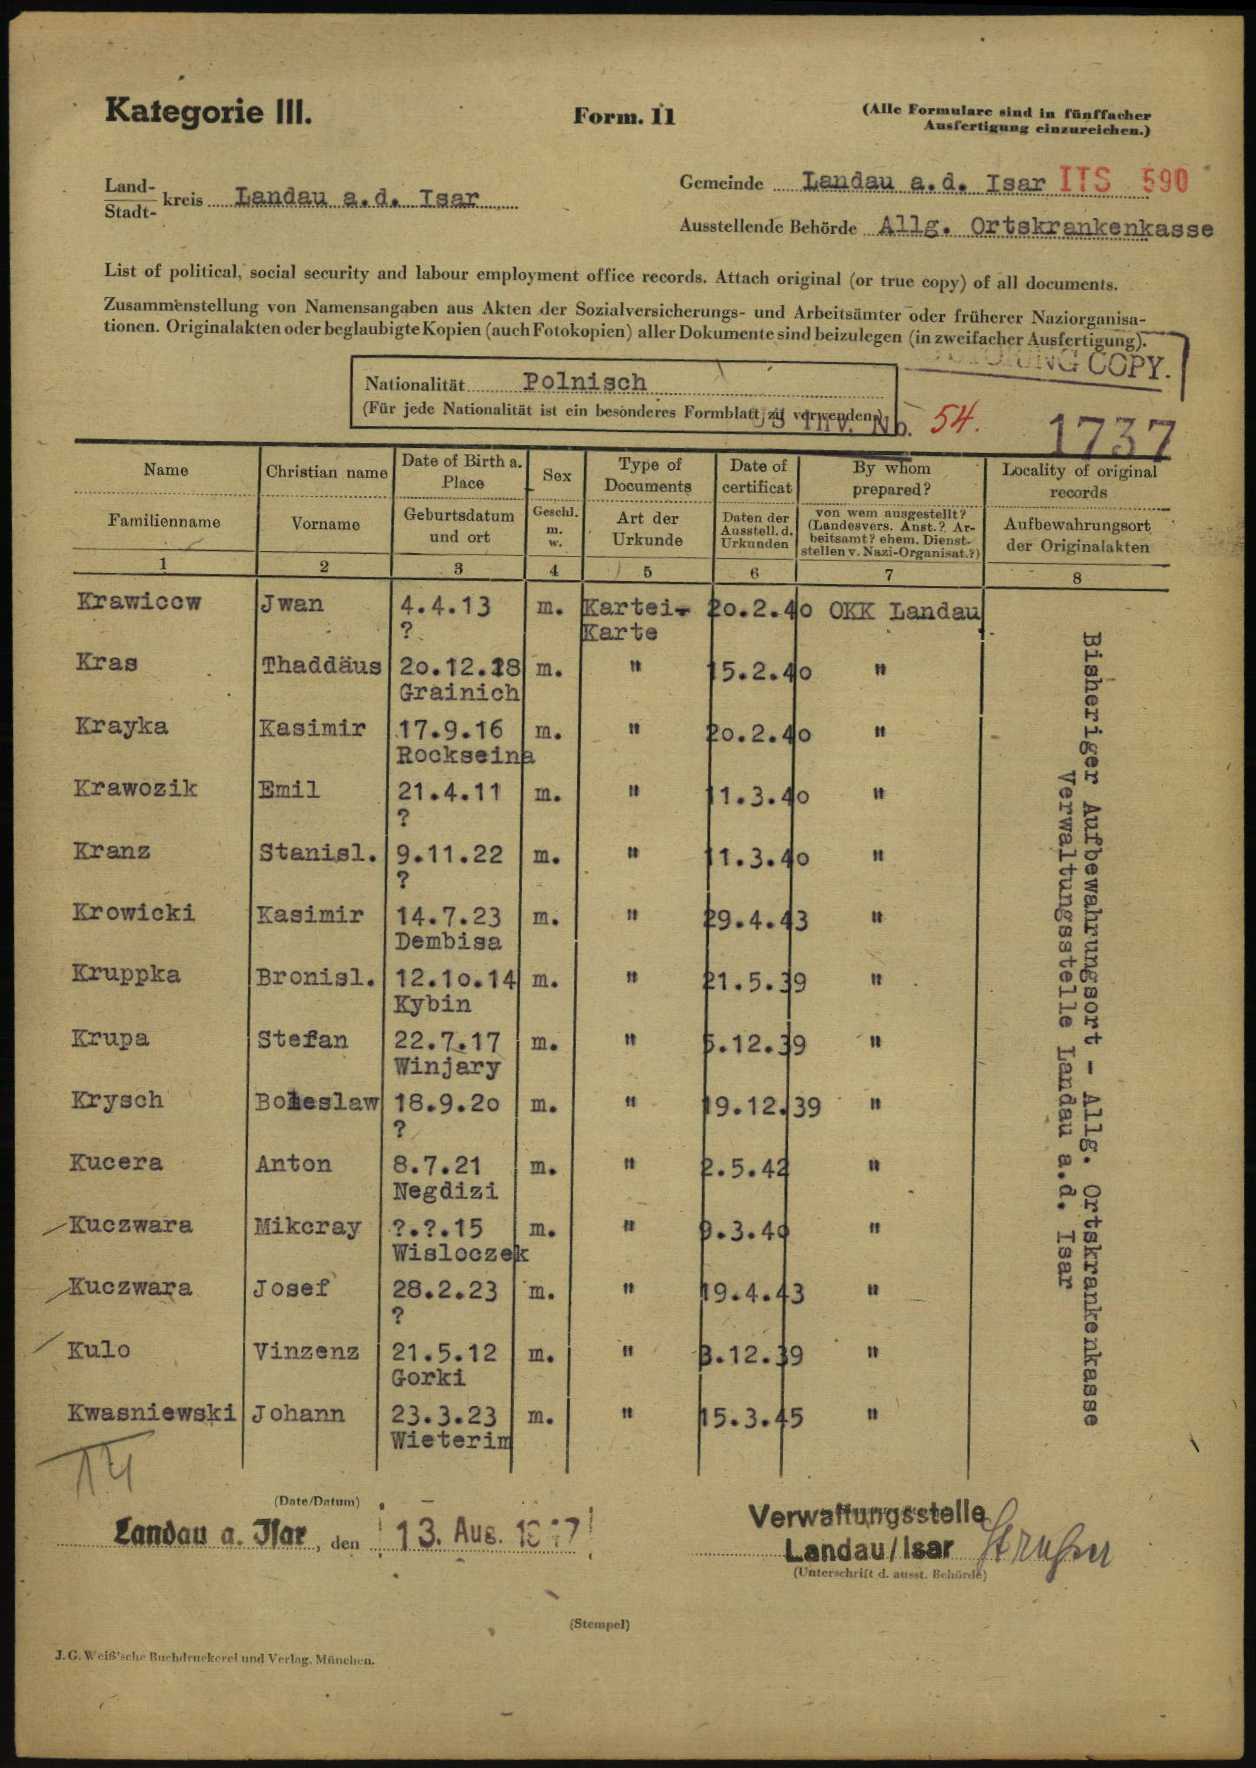 Kategorie III.
Form. 11
(Alle Formulare sind in fünffacher
Ausfertigung einzureichen.)
Land-
Stadt- kreis Landau a.d. Isar
Gemeinde Landau a.d. Isar ITS 590
Ausstellende Behörde Allg. Ortskrankenkasse
List of political, social security and labour employment office records. Attach original (or true copy) of all documents.
Zusammenstellung von Namensangaben aus Akten der Sozialversicherungs- und Arbeitsämter oder früherer Naziorganisa-
tionen. Originalakten oder beglaubigte Kopien (auch Fotokopien) aller Dokumente sind beizulegen (in zweifacher Ausfertigung).
COPY.
Nationalität Polnisch
(Für jede Nationalität ist ein besonderes Formblatt zu verwenden.)
Inv. No. 54.
1737
Name Christian name Date of Birth a. Place Sex Type of Documents Date of certificat By whom prepared? Locality of original records
Familienname Vorname Geburtsdatum und ort Geschl. m. w. Art der Urkunde Daten der Ausstell. d. Urkunden von wem ausgestellt? (Landesvers. Anst.? Ar- beitsamt? ehem. Dienst- stellen v. Nazi-Organisat.?) Aufbewahrungsort der Originalakten
1 2 3 4 5 6 7 8
Krawicow Jwan 4.4.13 m. Kartei- 20.2.40 OKK Landau
? Karte
Kras Thaddäus 20.12.18 m. " 15.2.40 "
Grainich
Krayka Kasimir 17.9.16 m. " 20.2.40 "
Rockseina
Krawozik Emil 21.4.11 m. " 11.3.40 "
?
Kranz Stanisl. 9.11.22 m. " 11.3.40 "
?
Krowicki Kasimir 14.7.23 m. " 29.4.43 "
Dembisa
Kruppka Bronisl. 12.10.14 m. " 21.5.39 "
Kybin
Krupa Stefan 22.7.17 m. " 5.12.39 "
Winjary
Krysch Boleslaw 18.9.20 m. " 19.12.39 "
?
Kucera Anton 8.7.21 m. " 2.5.42 "
Negdizi
Kuczwara Mikcray ?.?.15 m. " 9.3.40 "
Wisloczek
Kuczwara Josef 28.2.23 m. " 19.4.43 "
?
Kulo Vinzenz 21.5.12 m. " 3.12.39 "
Gorki
Kwasniewski Johann 23.3.23 m. " 15.3.45 "
Wieterim
Bisheriger Aufbewahrungsort - Allg. Ortskrankenkasse
Verwaltungsstelle Landau a.d. Isar
14
(Date/Datum)
Landau a. Isar, den 13. Aug. 1947
Verwaltungsstelle
Landau/Isar
(Unterschrift d. ausst. Behörde)
(Stempel)
J. G. Weiß'sche Buchdruckerei und Verlag, München.